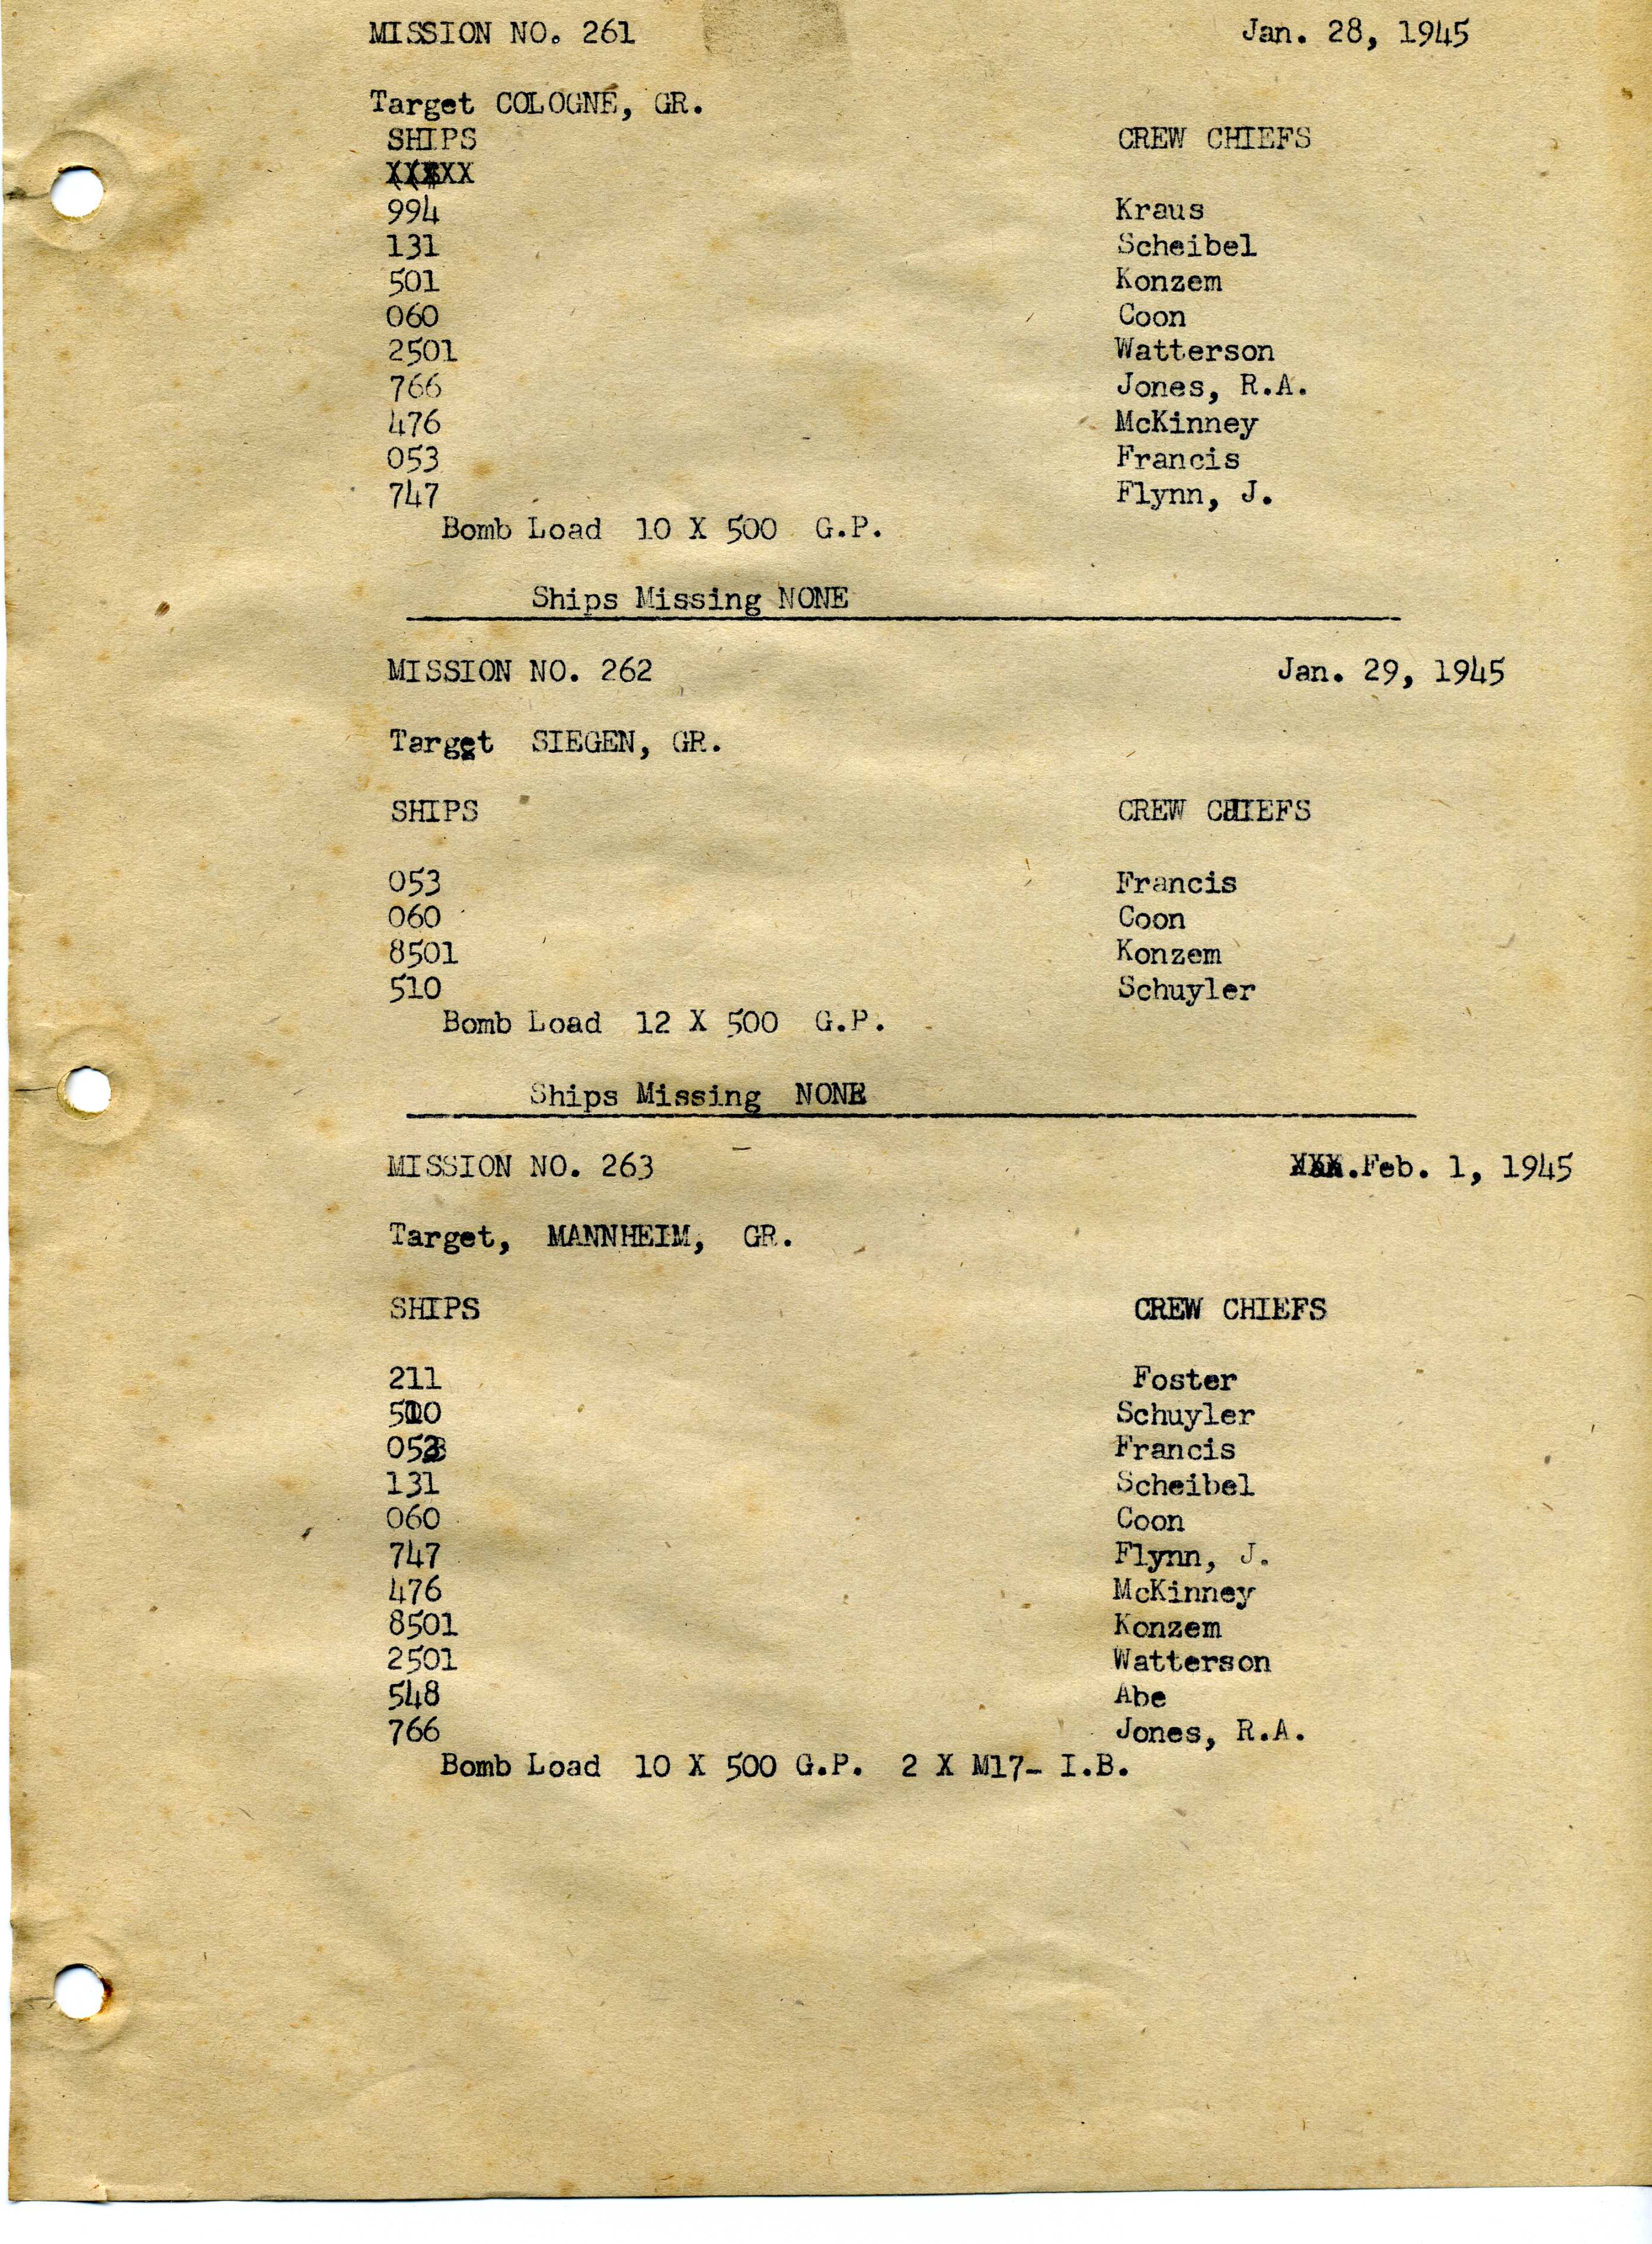 MISSION NO. 261 Jan. 28, 1945
Target COLOGNE, GR.
SHIPS CREW CHIEFS
XXXXX
994 Kraus
131 Scheibel
501 Konzem
060 Coon
2501 Watterson
766 Jones, R.A.
476 McKinney
053 Francis
747 Flynn, J.
Bomb Load 10 X 500 G.P.
Ships Missing NONE
MISSION NO. 262 Jan. 29, 1945
Target SIEGEN, GR.
SHIPS CREW CHIEFS
053 Francis
060 Coon
8501 Konzem
510 Schuyler
Bomb Load 12 X 500 G.P.
Ships Missing NONE
MISSION NO. 263 XXX.Feb. 1, 1945
Target, MANNHEIM, GR.
SHIPS CREW CHIEFS
211 Foster
510 Schuyler
053 Francis
131 Scheibel
060 Coon
747 Flynn, J.
476 McKinney
8501 Konzem
2501 Watterson
548 Abe
766 Jones, R.A.
Bomb Load 10 X 500 G.P. 2 X M17- I.B.